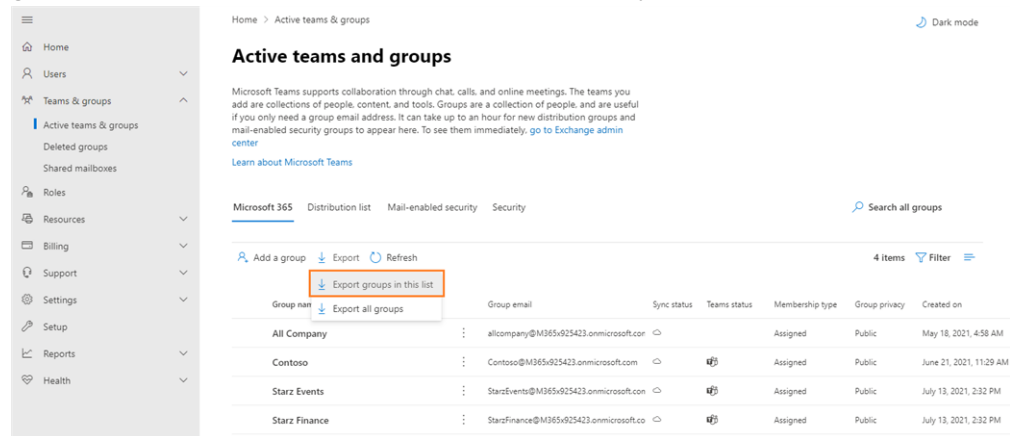 Home > Active teams & groups
Dark mode
Home
Users
Teams & groups
Active teams & groups
Deleted groups
Shared mailboxes
Roles
Resources
Billing
Support
Settings
Setup
Reports
Health
Active teams and groups
Microsoft Teams supports collaboration through chat, calls, and online meetings. The teams you
add are collections of people, content, and tools. Groups are a collection of people, and are useful
if you only need a group email address. It can take up to an hour for new distribution groups and
mail-enabled security groups to appear here. To see them immediately, go to Exchange admin
center
Learn about Microsoft Teams
Microsoft 365 Distribution list Mail-enabled security Security
Search all groups
Add a group Export Refresh
4 items Filter
Export groups in this list
Export all groups
Group nam Group email Sync status Teams status Membership type Group privacy Created on
All Company allcompany@M365x925423.onmicrosoft.cor Assigned Public May 18, 2021, 4:58 AM
Contoso Contoso@M365x925423.onmicrosoft.com Assigned Public June 21, 2021, 11:29 AM
Starz Events StarzEvents@M365x925423.onmicrosoft.con Assigned Public July 13, 2021, 2:32 PM
Starz Finance StarzFinance@M365x925423.onmicrosoft.co Assigned Public July 13, 2021, 2:32 PM